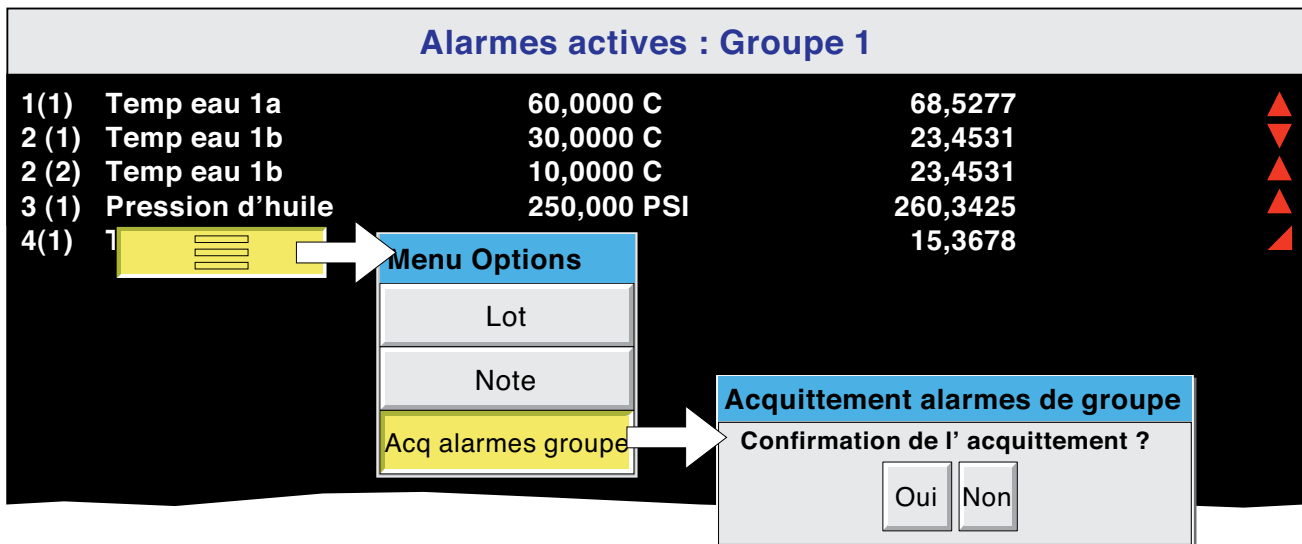 Alarmes actives : Groupe 1
1(1) Temp eau 1a 60,0000 C 68,5277
2 (1) Temp eau 1b 30,0000 C 23,4531
2 (2) Temp eau 1b 10,0000 C 23,4531
3 (1) Pression d'huile 250,000 PSI 260,3425
4(1) 15,3678
Menu Options
Lot
Note
Acq alarmes groupe
Acquittement alarmes de groupe
Confirmation de l' acquittement ?
Oui Non